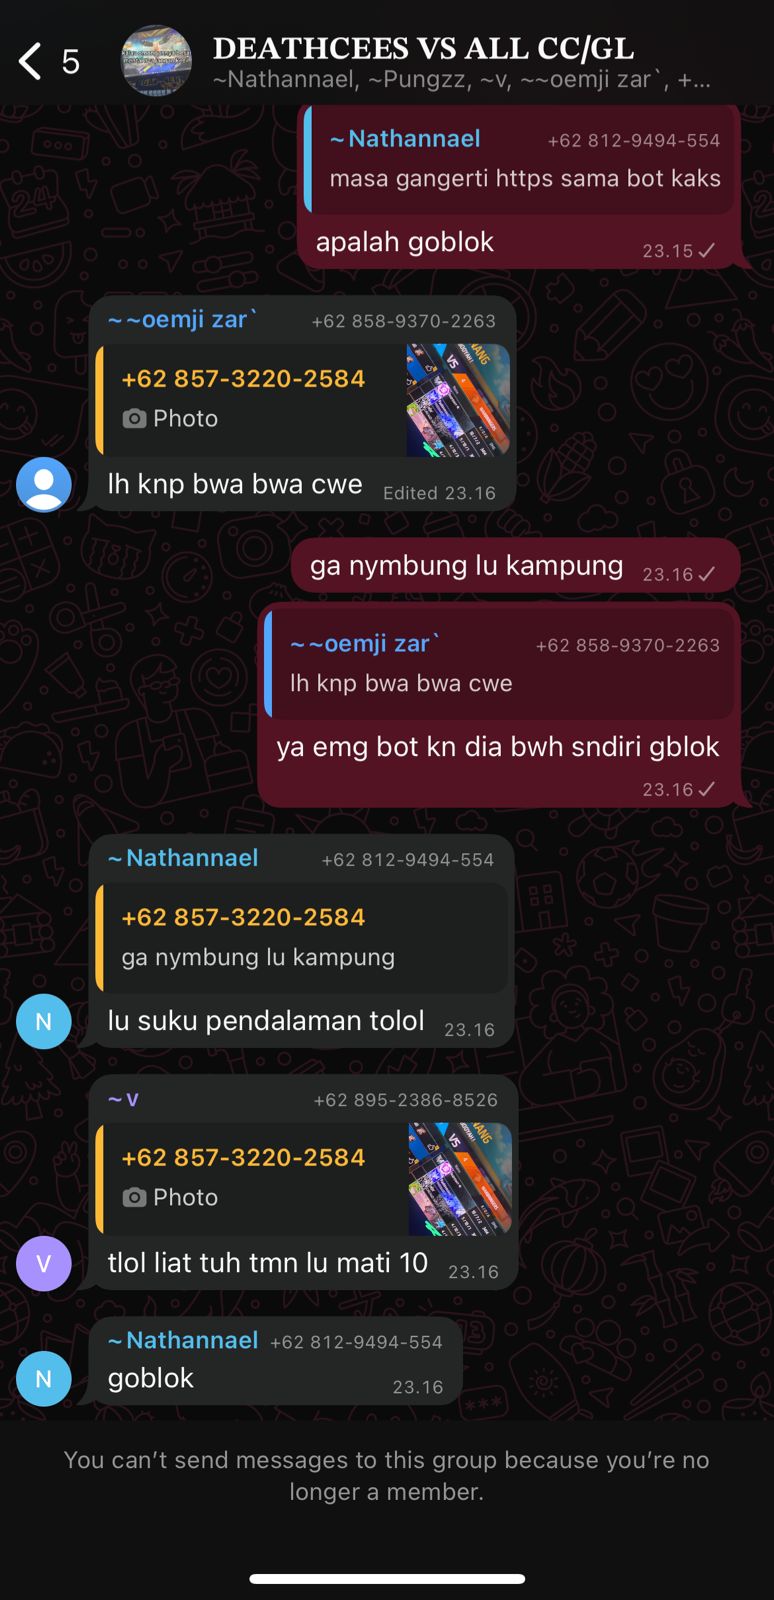 5
DEATHCEES VS ALL CC/GL
~Nathannael, ~Pungzz, ~v, ~~oemji zar`, +...
~Nathannael +62 812-9494-554
masa gangerti https sama bot kaks
apalah goblok 23.15
~~oemji zar` +62 858-9370-2263
+62 857-3220-2584
Photo
lh knp bwa bwa cwe Edited 23.16
ga nymbung lu kampung 23.16
~~oemji zar` +62 858-9370-2263
lh knp bwa bwa cwe
ya emg bot kn dia bwh sndiri gblok
23.16
~Nathannael +62 812-9494-554
+62 857-3220-2584
ga nymbung lu kampung
N
lu suku pendalaman tolol 23.16
~v +62 895-2386-8526
+62 857-3220-2584
Photo
V
tlol liat tuh tmn lu mati 10 23.16
~Nathannael +62 812-9494-554
N
goblok 23.16
You can't send messages to this group because you're no
longer a member.